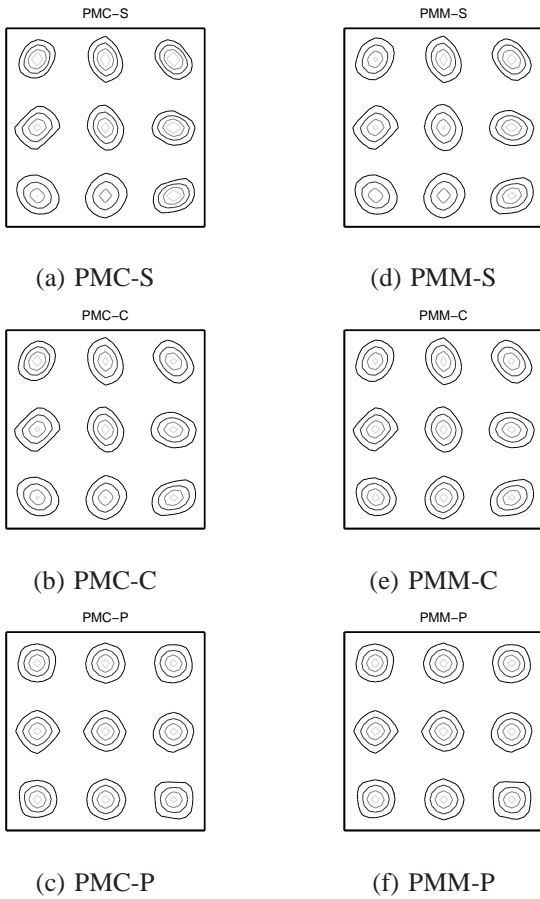 PMC−S
PMM−S
(a) PMC-S
(d) PMM-S
PMC−C
PMM−C
(b) PMC-C
(e) PMM-C
PMC−P
PMM−P
(c) PMC-P
(f) PMM-P